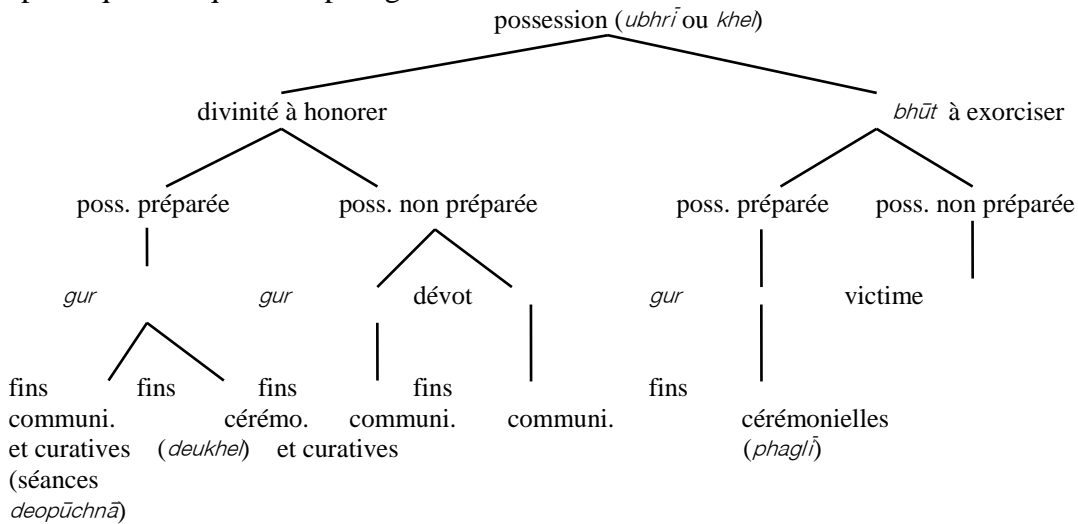 possession (ubhrī ou khel)
divinité à honorer bhūt à exorciser
poss. préparée poss. non préparée poss. préparée poss. non préparée
gur gur dévot gur victime
fins fins fins fins fins
communi. cérémo. communi. communi. cérémonielles
et curatives (deukhel) et curatives (phaglī)
(séances
deopūchnā)